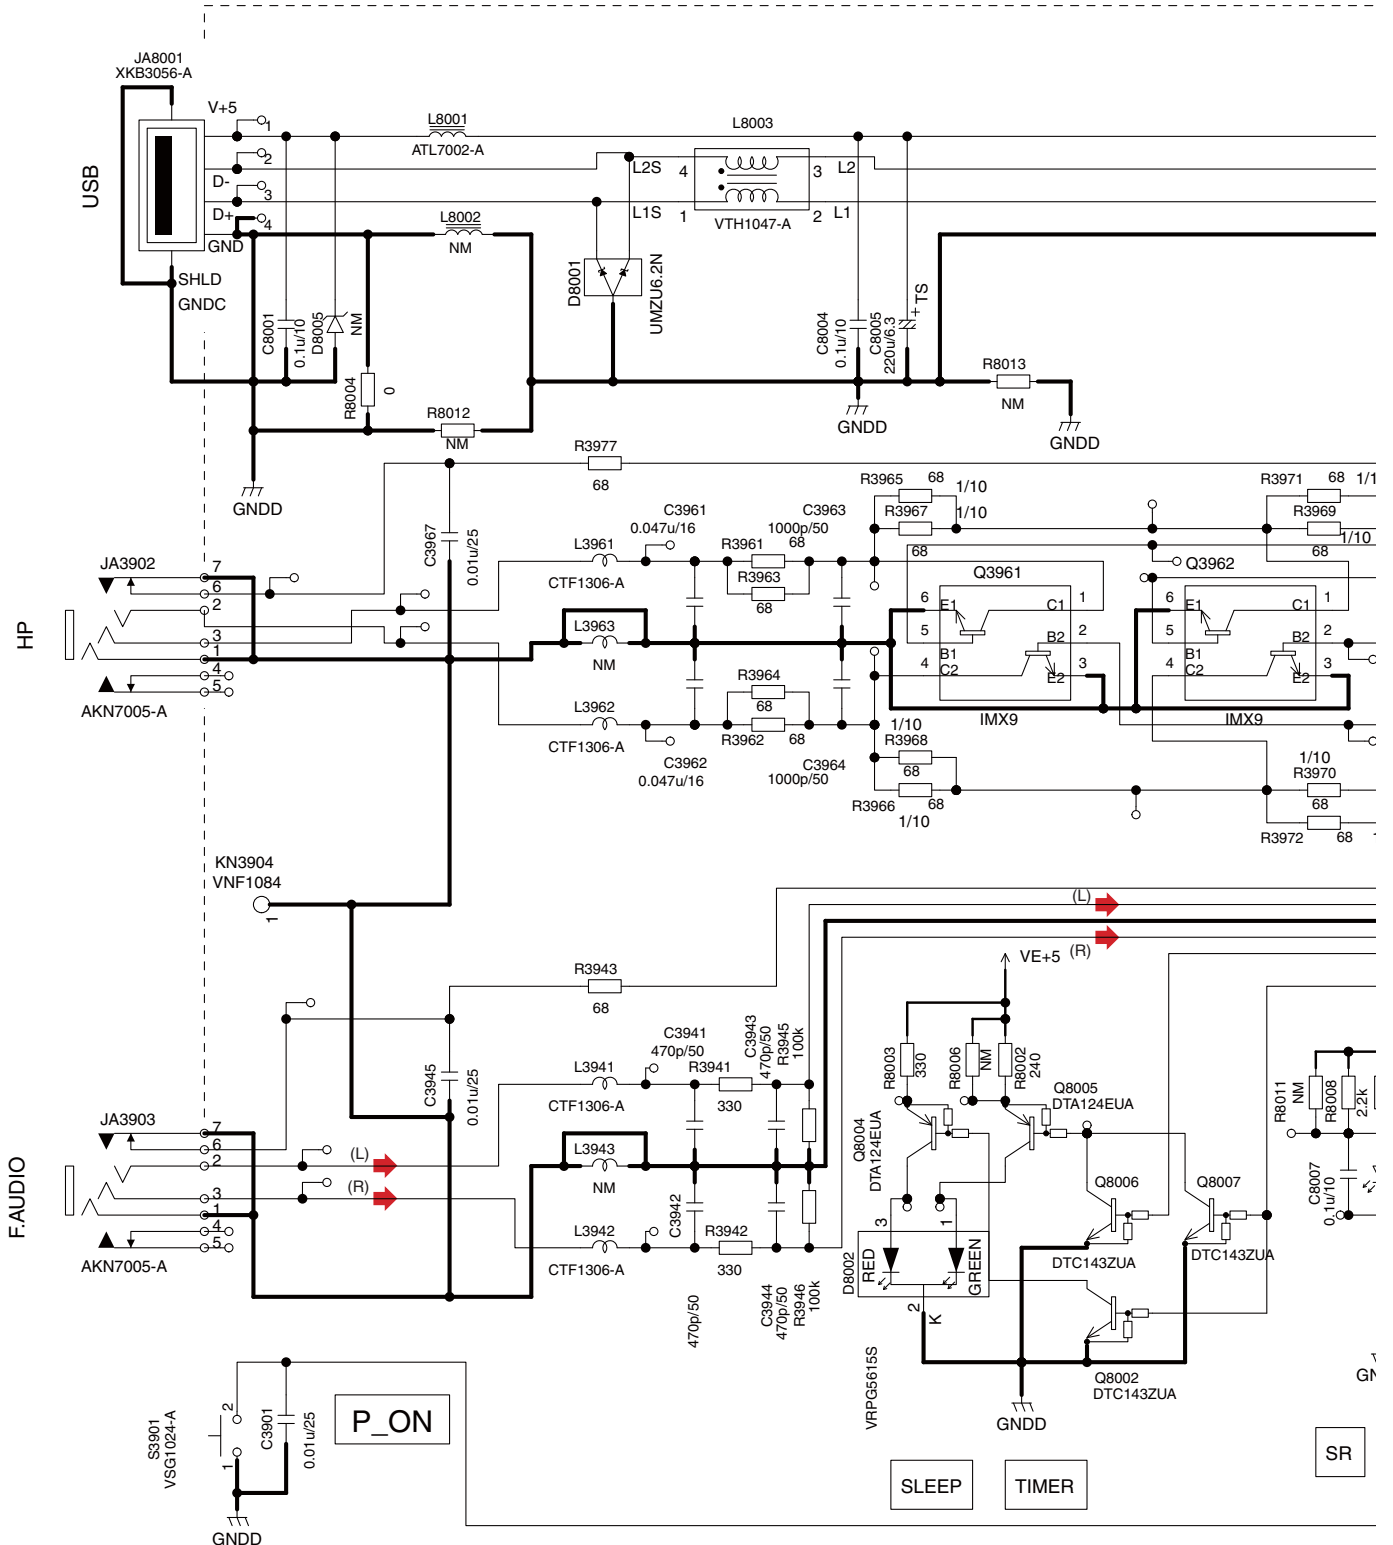 JA8001
XKB3056-A
USB
V+5
1
2
D-
3
D+
4
GND
SHLD
GNDC
L8001
ATL7002-A
L8002
NM
L8003
L2S
4
3
L2
L1S
1
2
L1
VTH1047-A
D8001
UMZU6.2N
C8001
0.1u/10
D8005
NM
R8004
0
R8012
NM
C8004
0.1u/10
C8005
220u/6.3
+
TS
R8013
NM
GNDD
GNDD
GNDD
R3977
68
HP
JA3902
7
6
2
3
1
4
5
AKN7005-A
C3967
0.01u/25
L3961
CTF1306-A
L3963
NM
L3962
CTF1306-A
C3961
0.047u/16
R3961
68
R3963
68
C3963
1000p/50
R3964
68
R3962
68
C3962
0.047u/16
C3964
1000p/50
R3965
68
1/10
R3967
1/10
68
Q3961
6
E1
C1
1
5
B1
B2
2
4
C2
E2
3
IMX9
1/10
R3968
68
R3966
68
1/10
R3971
68
1/1
R3969
1/10
68
Q3962
6
E1
C1
1
5
B1
B2
2
4
C2
E2
3
IMX9
1/10
R3970
68
R3972
68
KN3904
VNF1084
1
(L)
(R)
R3943
68
F.AUDIO
JA3903
7
6
2
3
1
4
5
AKN7005-A
(L)
(R)
C3945
0.01u/25
L3941
CTF1306-A
L3943
NM
L3942
CTF1306-A
C3941
470p/50
R3941
330
C3943
470p/50
R3945
100k
C3942
470p/50
R3942
330
C3944
470p/50
R3946
100k
VE+5
R8003
330
R8006
NM
R8002
240
Q8004
DTA124EUA
Q8005
DTA124EUA
Q8006
DTC143ZUA
Q8007
DTC143ZUA
Q8002
DTC143ZUA
D8002
3
1
RED
GREEN
2
K
VRPG5615S
GNDD
R8011
NM
R8008
2.2k
C8007
0.1u/10
GN
S3901
VSG1024-A
2
1
C3901
0.01u/25
GNDD
P_ON
SLEEP
TIMER
SR